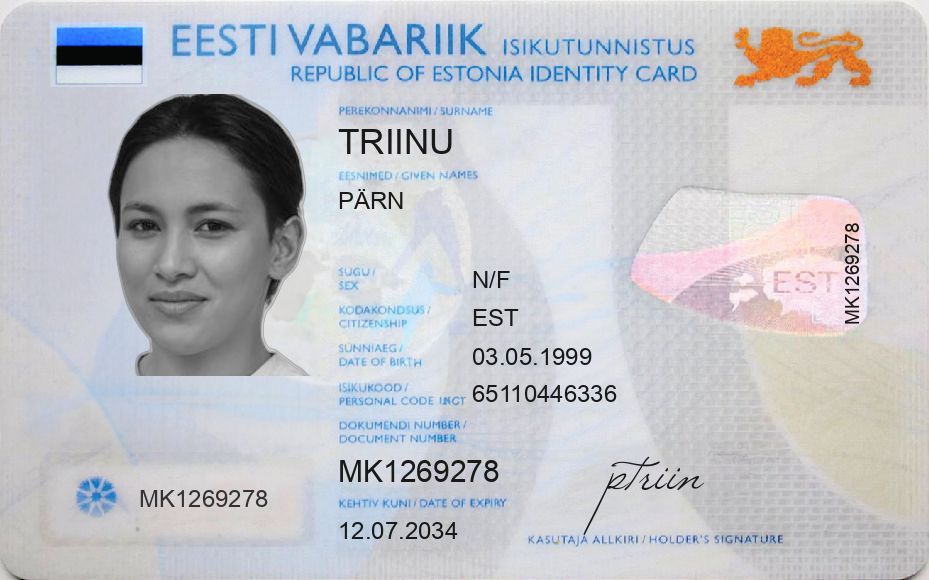 EESTI VABARIIK ISIKUTUNNISTUS
REPUBLIC OF ESTONIA IDENTITY CARD
PEREKONNANIMI / SURNAME
TRIINU
EESNIMED / GIVEN NAMES
PÄRN
SUGU /
SEX
N/F
KODAKONDSUS /
CITIZENSHIP
EST
SÜNNIAEG /
DATE OF BIRTH
03.05.1999
ISIKUKOOD /
PERSONAL CODE
65110446336
DOKUMENDI NUMBER /
DOCUMENT NUMBER
MK1269278
KEHTIV KUNI / DATE OF EXPIRY
12.07.2034
MK1269278
EST
MK1269278
ptriin
KASUTAJA ALLKIRI / HOLDER'S SIGNATURE